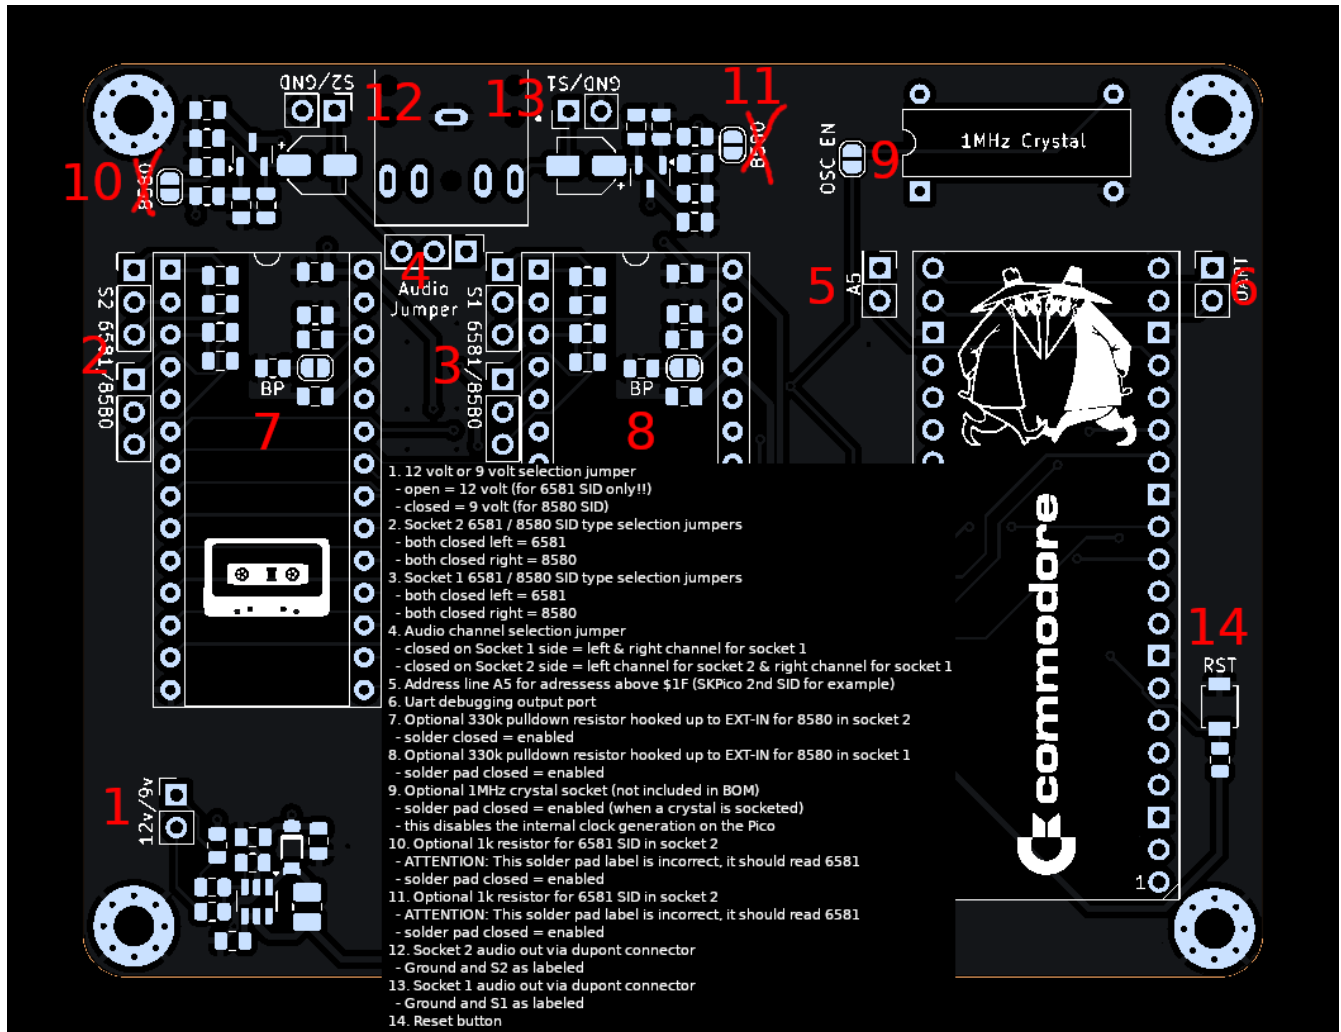 GND/S2
12
13
S1/GND
11
8580
OSC EN
9
1MHz Crystal
10
8580
4
Audio
Jumper
5
A5
6
UART
S2 6581/8580
2
S1 6581/8580
3
BP
7
BP
8
1. 12 volt or 9 volt selection jumper
- open = 12 volt (for 6581 SID only!!)
- closed = 9 volt (for 8580 SID)
2. Socket 2 6581 / 8580 SID type selection jumpers
- both closed left = 6581
- both closed right = 8580
3. Socket 1 6581 / 8580 SID type selection jumpers
- both closed left = 6581
- both closed right = 8580
4. Audio channel selection jumper
- closed on Socket 1 side = left & right channel for socket 1
- closed on Socket 2 side = left channel for socket 2 & right channel for socket 1
5. Address line A5 for adressess above $1F (SKPico 2nd SID for example)
6. Uart debugging output port
7. Optional 330k pulldown resistor hooked up to EXT-IN for 8580 in socket 2
- solder closed = enabled
8. Optional 330k pulldown resistor hooked up to EXT-IN for 8580 in socket 1
- solder pad closed = enabled
9. Optional 1MHz crystal socket (not included in BOM)
- solder pad closed = enabled (when a crystal is socketed)
- this disables the internal clock generation on the Pico
10. Optional 1k resistor for 6581 SID in socket 2
- ATTENTION: This solder pad label is incorrect, it should read 6581
- solder pad closed = enabled
11. Optional 1k resistor for 6581 SID in socket 2
- ATTENTION: This solder pad label is incorrect, it should read 6581
- solder pad closed = enabled
12. Socket 2 audio out via dupont connector
- Ground and S2 as labeled
13. Socket 1 audio out via dupont connector
- Ground and S1 as labeled
14. Reset button
commodore
14
RST
1
12v/9v
1